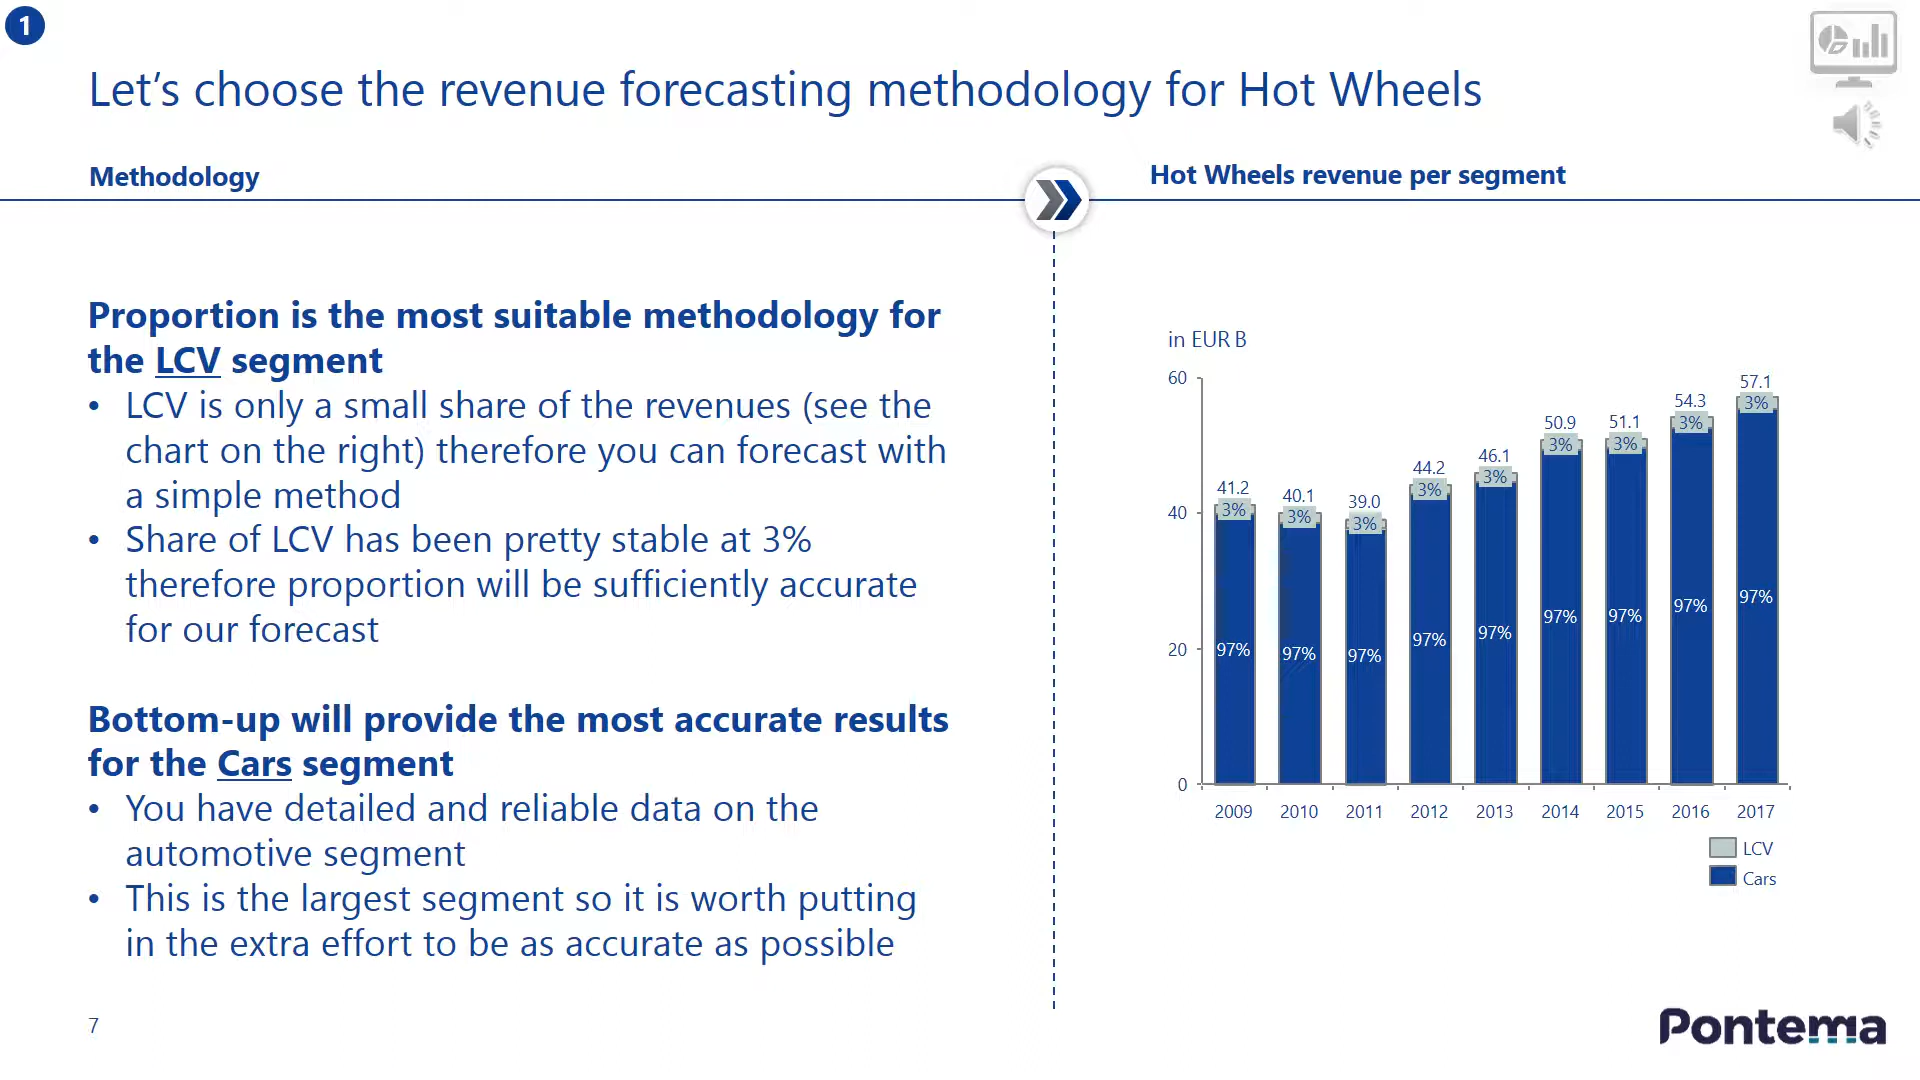 1
Let’s choose the revenue forecasting methodology for Hot Wheels
Methodology
Hot Wheels revenue per segment
Proportion is the most suitable methodology for
the LCV segment
• LCV is only a small share of the revenues (see the
chart on the right) therefore you can forecast with
a simple method
• Share of LCV has been pretty stable at 3%
therefore proportion will be sufficiently accurate
for our forecast
Bottom-up will provide the most accurate results
for the Cars segment
• You have detailed and reliable data on the
automotive segment
• This is the largest segment so it is worth putting
in the extra effort to be as accurate as possible
in EUR B
60
40
20
0
41.2 40.1 39.0 44.2 46.1 50.9 51.1 54.3 57.1
3% 3% 3% 3% 3% 3% 3% 3% 3%
97% 97% 97% 97% 97% 97% 97% 97% 97%
2009 2010 2011 2012 2013 2014 2015 2016 2017
LCV
Cars
7
Pontema